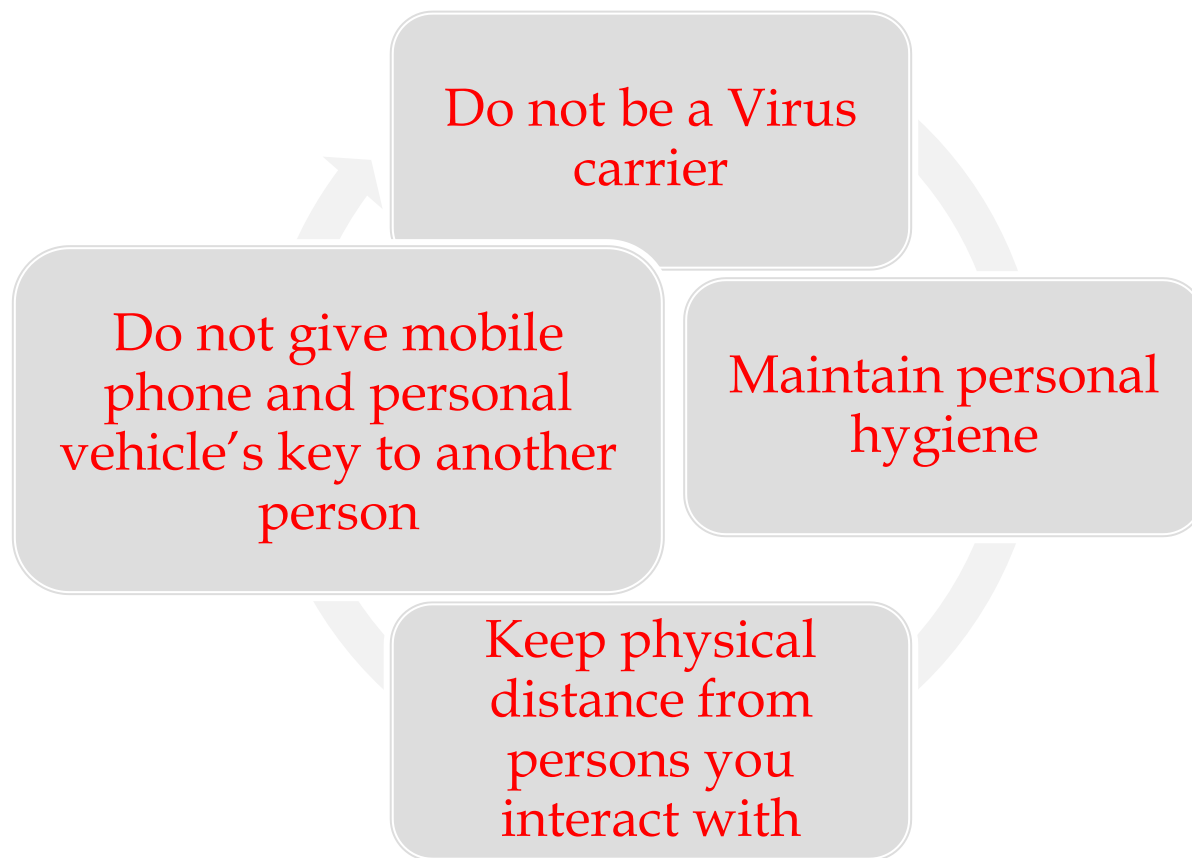 Do not be a Virus
carrier
Maintain personal
hygiene
Keep physical
distance from
persons you
interact with
Do not give mobile
phone and personal
vehicle’s key to another
person